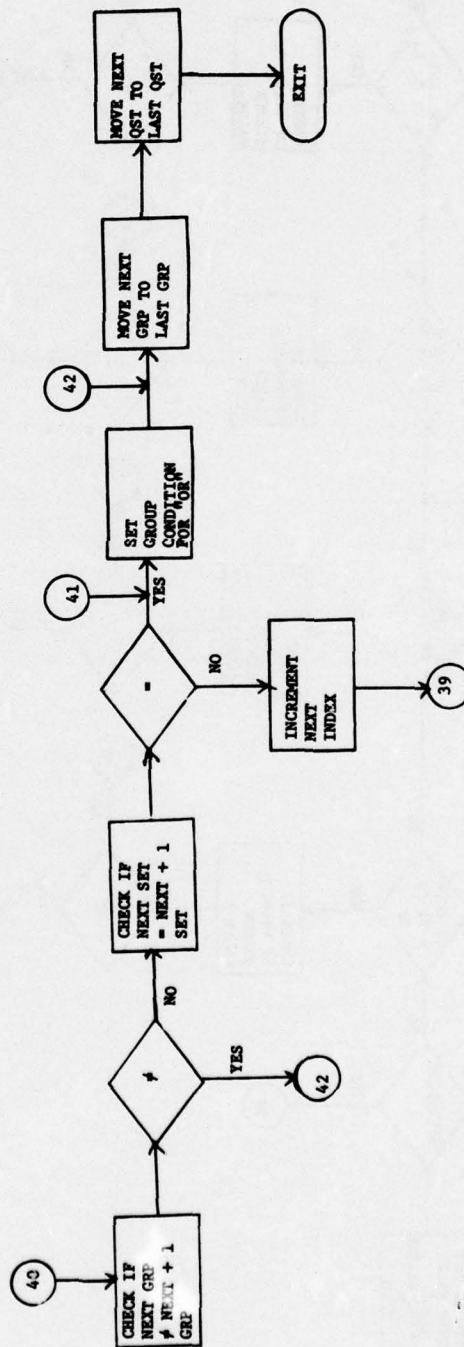 40
CHECK IF
NEXT GRP
≠ NEXT + 1
GRP
≠
YES
42
NO
CHECK IF
NEXT SET
= NEXT + 1
SET
=
NO
INCREMENT
NEXT
INDEX
39
41
YES
SET
GROUP
CONDITION
FOR "OR"
42
MOVE NEXT
GRP TO
LAST GRP
MOVE NEXT
QST TO
LAST QST
EXIT